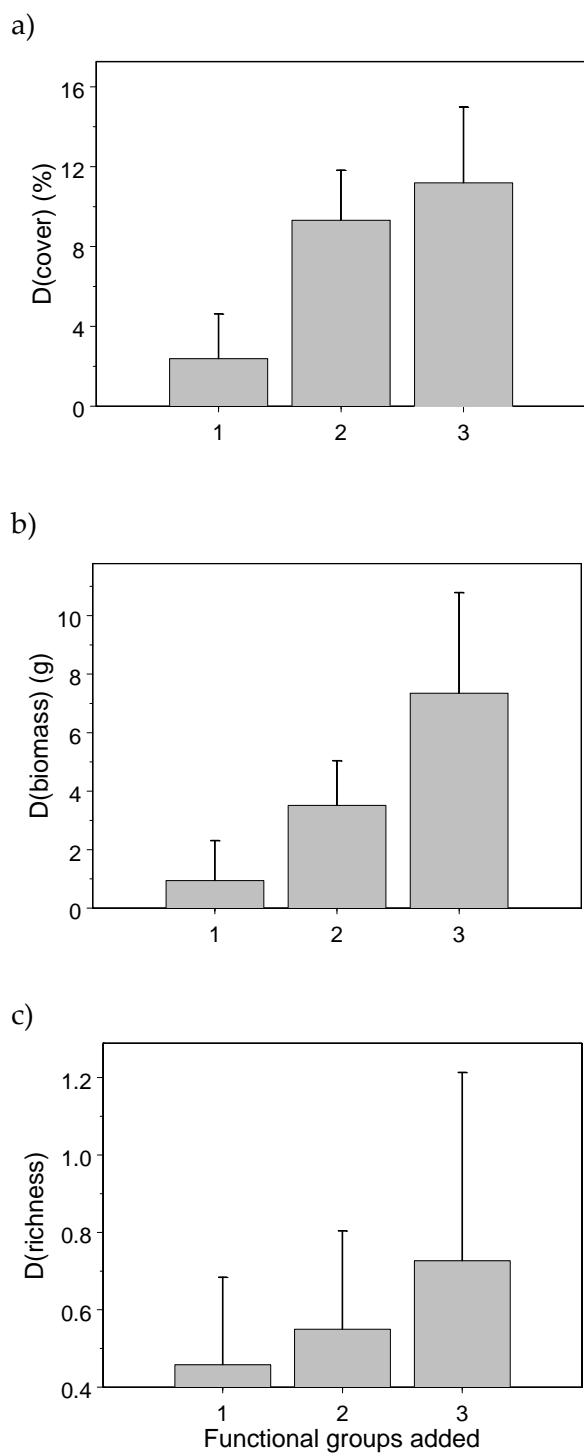 a)
16
12
8
4
0
D(cover) (%)
1 2 3
b)
10
8
6
4
2
0
D(biomass) (g)
1 2 3
c)
1.2
1.0
0.8
0.6
0.4
D(richness)
1 2 3
Functional groups added